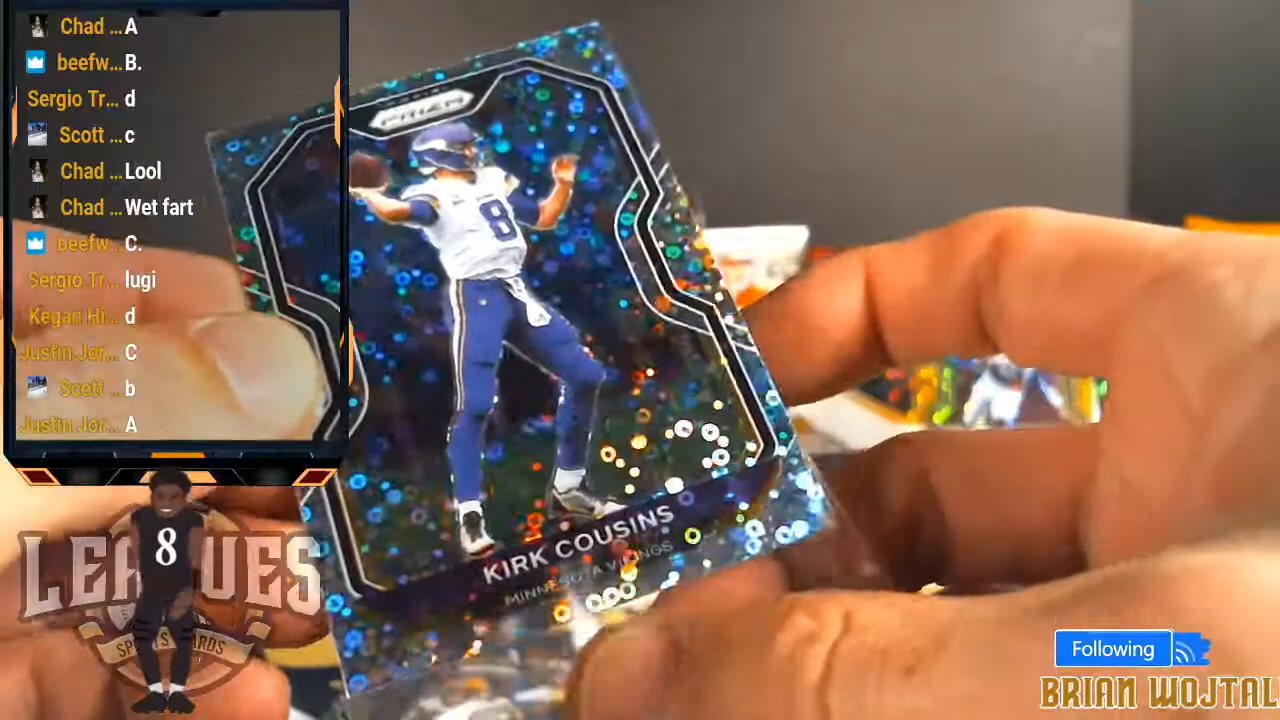 Chad ... A
beefw... B.
Sergio Tr... d
Scott ... c
Chad ... Lool
Chad ... Wet fart
beefw... C.
Sergio Tr... lugi
Kegan Hi... d
Justin Jor... C
Scott ... b
Justin Jor... A
PRIZM
8
KIRK COUSINS
MINNESOTA VIKINGS
8
LEAGUES
SPORTS CARDS
Following
BRIAN WOJTAL